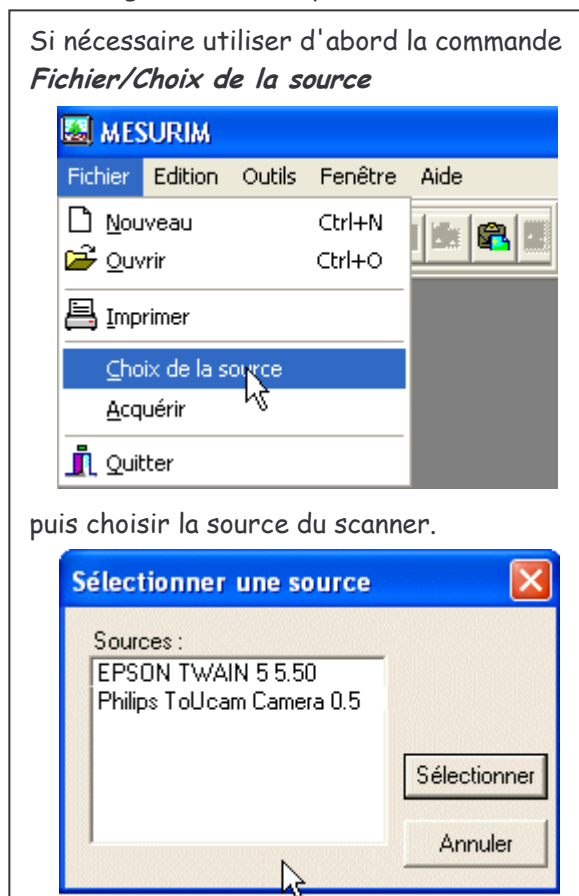 Si nécessaire utiliser d'abord la commande
Fichier/Choix de la source
MESURIM
Fichier Edition Outils Fenêtre Aide
Nouveau Ctrl+N
Ouvrir Ctrl+O
Imprimer
Choix de la source
Acquérir
Quitter
puis choisir la source du scanner.
Sélectionner une source
Sources :
EPSON TWAIN 5 5.50
Philips ToUcam Camera 0.5
Sélectionner
Annuler